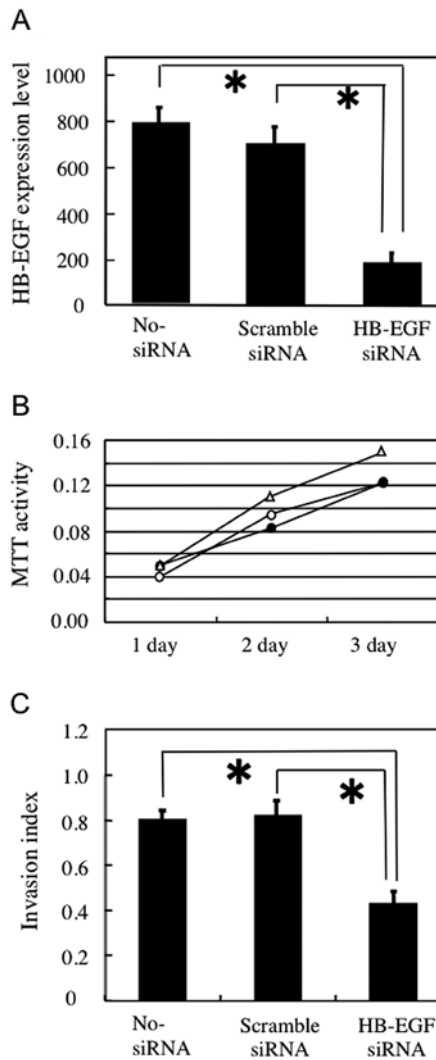 A
HB-EGF expression level
1000
800
600
400
200
0
*
*
No-
siRNA
Scramble
siRNA
HB-EGF
siRNA
B
MTT activity
0.16
0.12
0.08
0.04
0.00
1 day
2 day
3 day
C
Invasion index
1.2
1.0
0.8
0.6
0.4
0.2
0
*
*
No-
siRNA
Scramble
siRNA
HB-EGF
siRNA